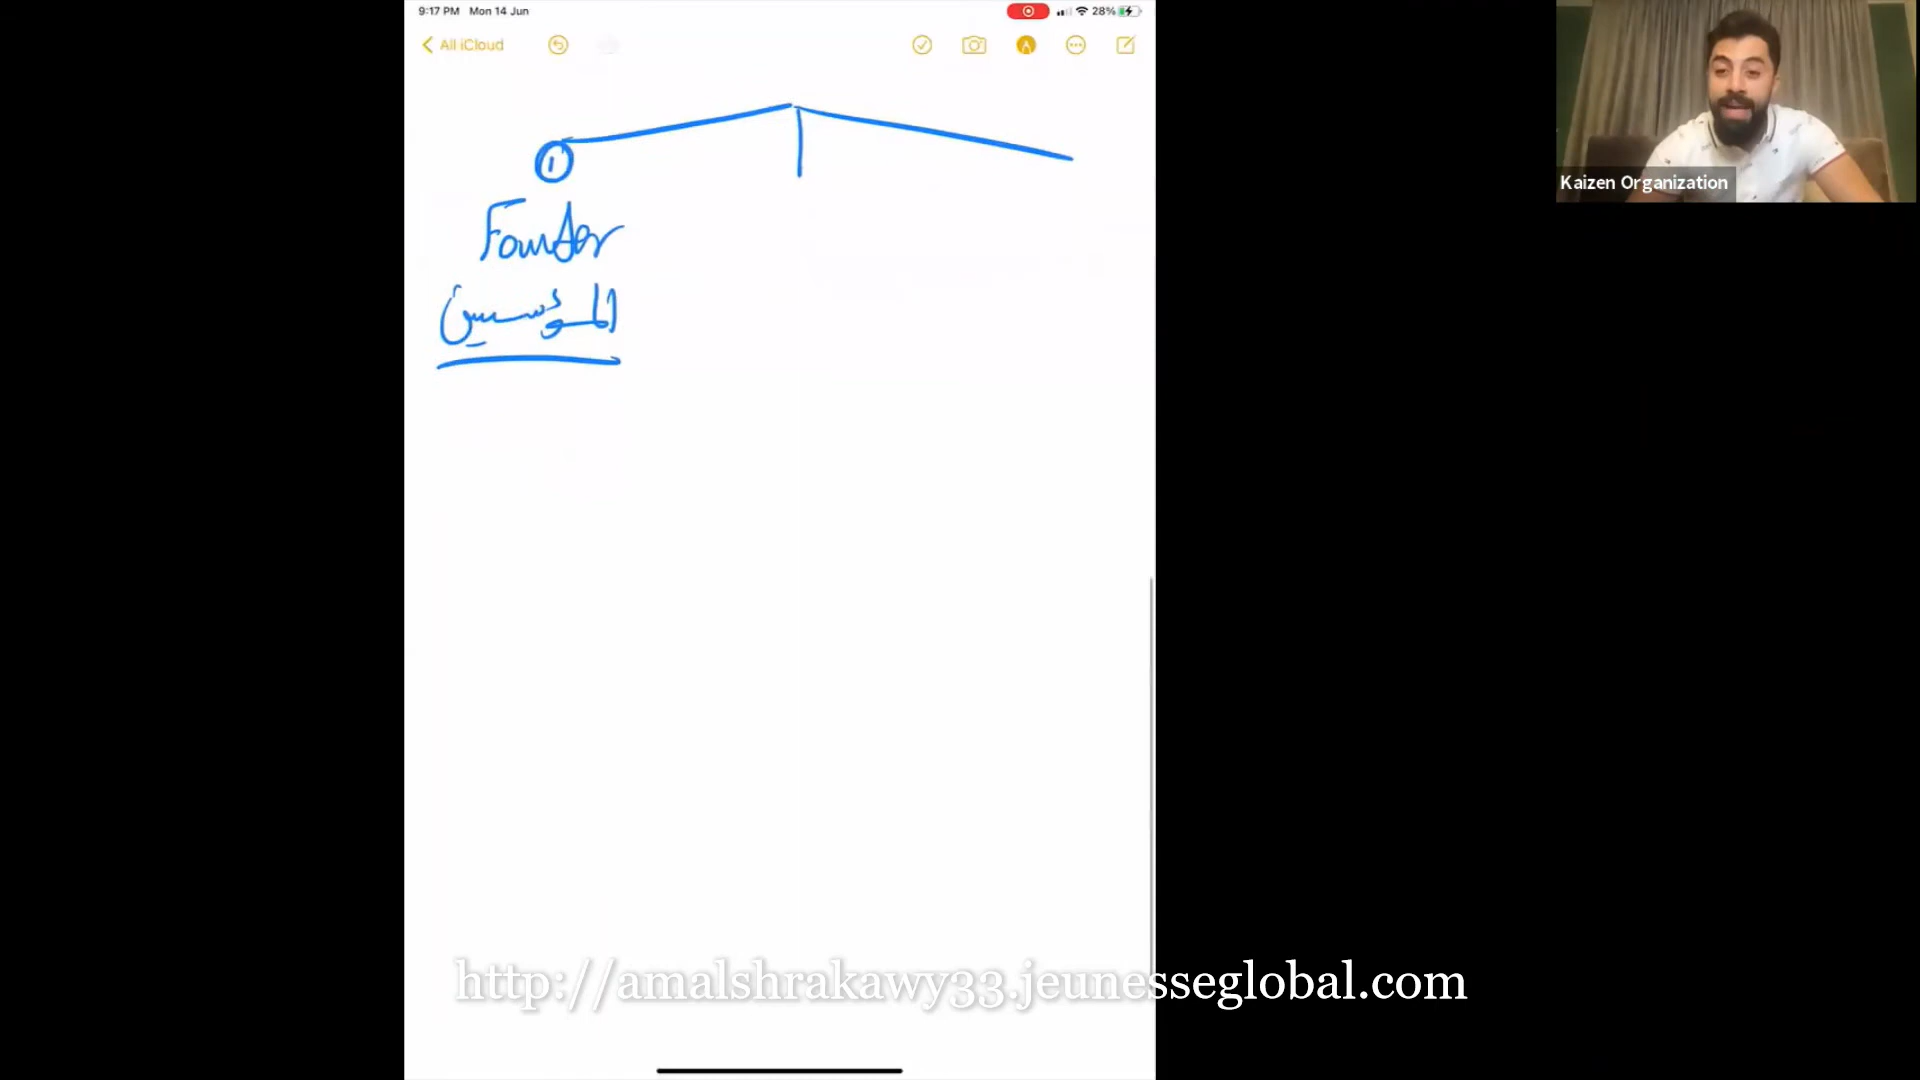 9:17 PM Mon 14 Jun
28%
All iCloud
1
Founder
المؤسسين
Kaizen Organization
http://amalshrakawy33.jeunesseglobal.com